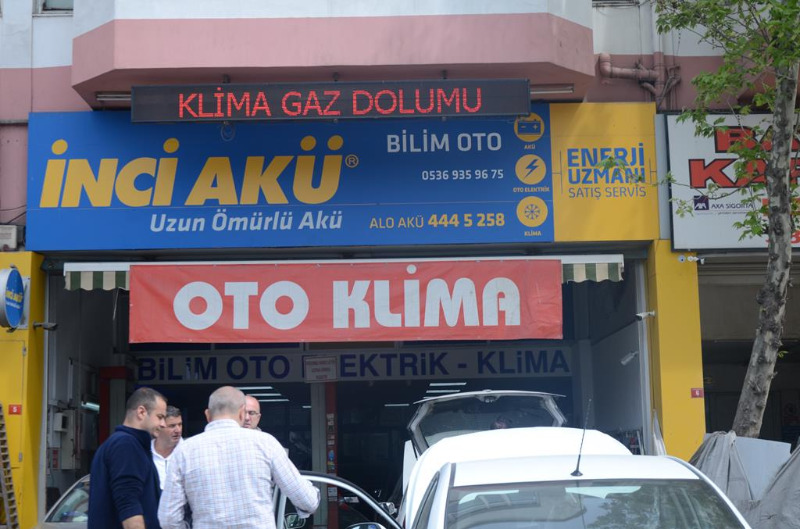 KLİMA GAZ DOLUMU
İNCİ AKÜ®
Uzun Ömürlü Akü
BİLİM OTO
0536 935 96 75
ALO AKÜ 444 5 258
AKÜ
OTO ELEKTRİK
KLİMA
ENERJİ
UZMANI
SATIŞ SERVİS
AXA SİGORTA
OTO KLİMA
BİLİM OTO EKTRİK - KLİMA
6